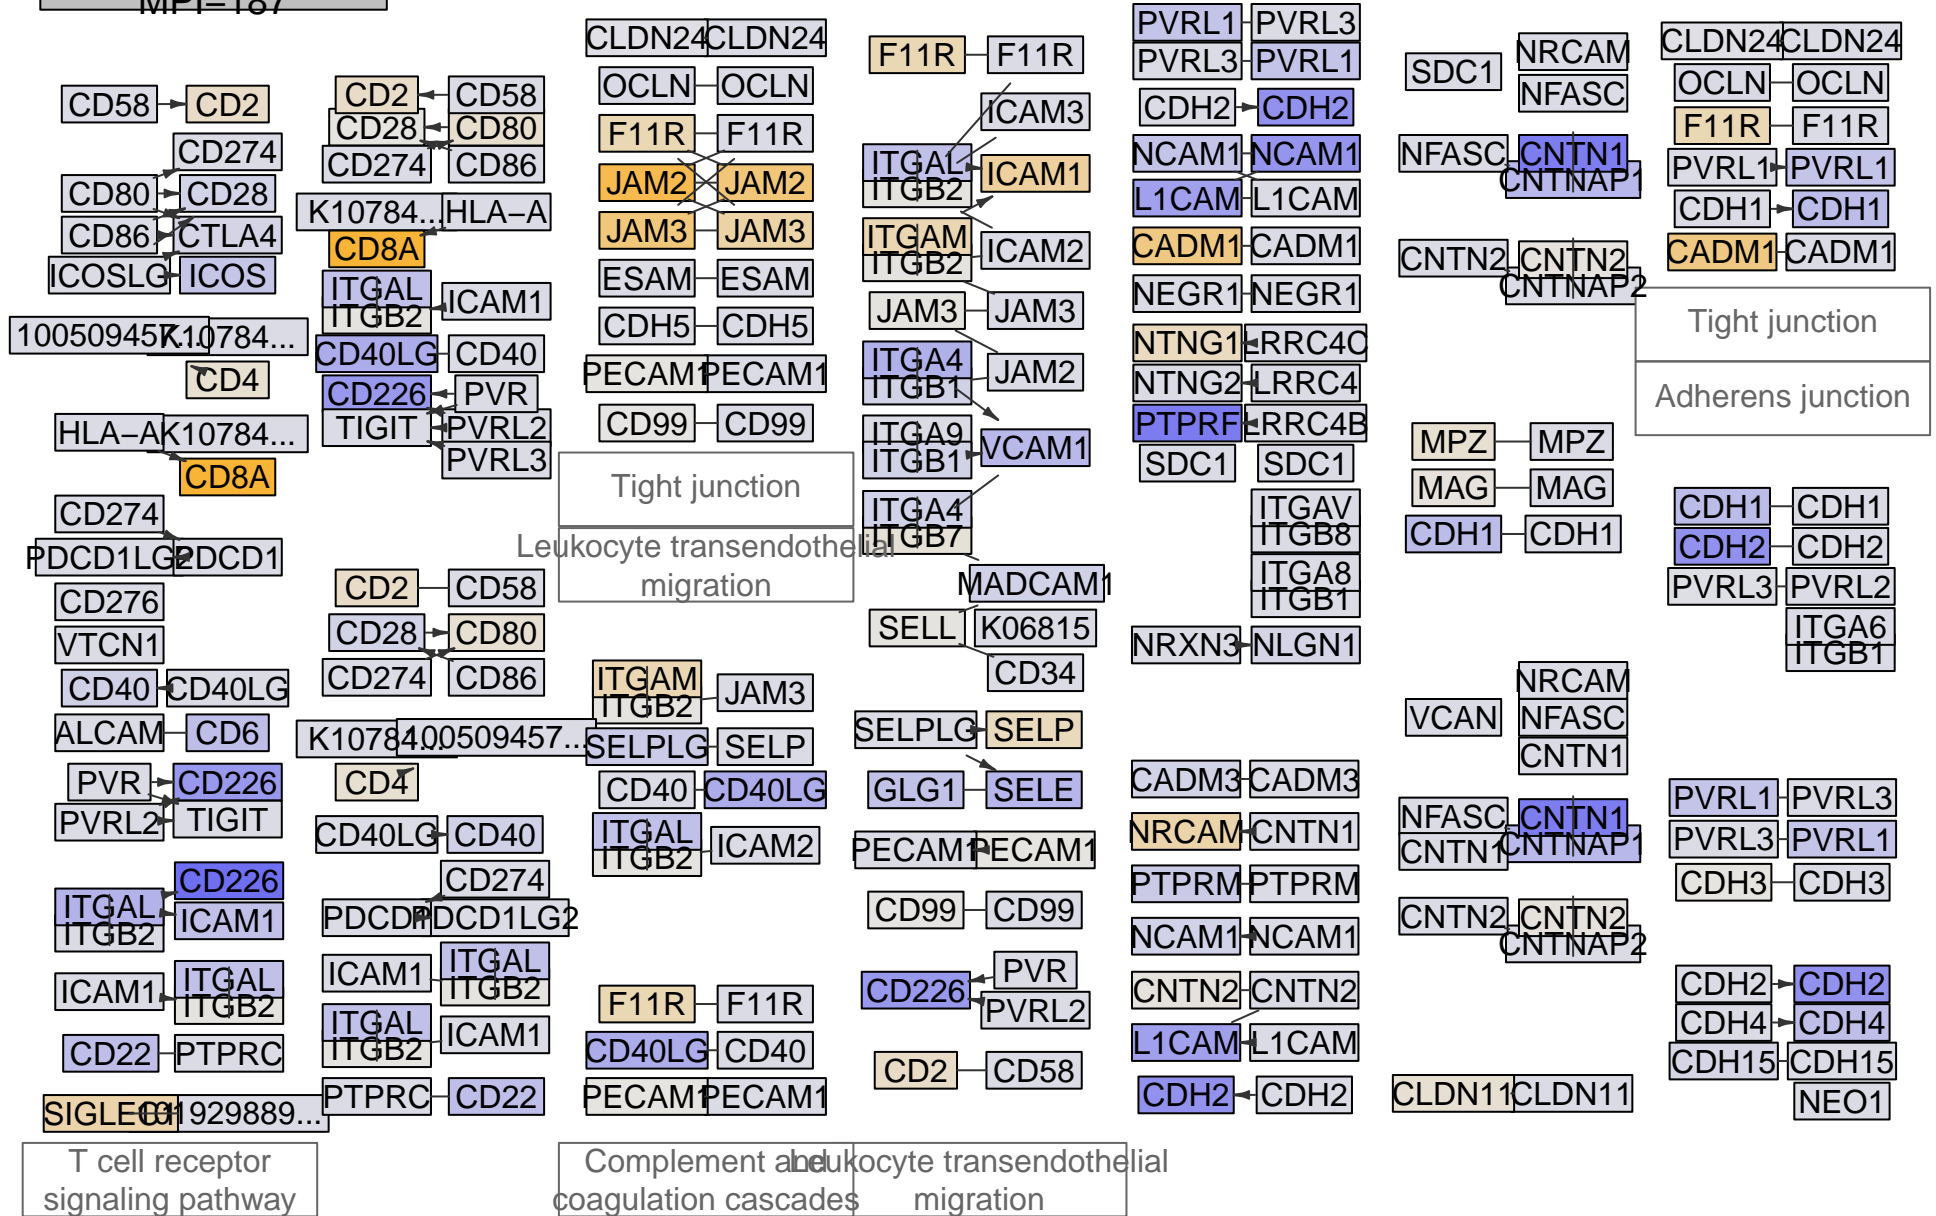 MPI−187
CD58 CD2
CD274
CD80 CD28
CD86 CTLA4
ICOSLG ICOS
100509457... K10784...
CD4
HLA−A K10784...
CD8A
CD274
PDCD1LG2 PDCD1
CD276
VTCN1
CD40 CD40LG
ALCAM CD6
PVR CD226
PVRL2 TIGIT
CD226
ITGAL
ITGB2
ICAM1
ICAM1
ITGAL
ITGB2
CD22 PTPRC
929889...
T cell receptor
signaling pathway
CD2 CD58
CD28 CD80
CD274 CD86
K10784... HLA−A
CD8A
ITGAL
ITGB2
ICAM1
CD40LG CD40
CD226 PVR
TIGIT PVRL2
PVRL3
CD2 CD58
CD28 CD80
CD274 CD86
K10784... 100509457...
CD4
CD40LG CD40
CD274
PDCD1 PDCD1LG2
ICAM1
ITGAL
ITGB2
ITGAL
ITGB2
ICAM1
PTPRC CD22
CLDN24 CLDN24
OCLN OCLN
F11R F11R
JAM2 JAM2
JAM3 JAM3
ESAM ESAM
CDH5 CDH5
PECAM1 PECAM1
CD99 CD99
Tight junction
Leukocyte transendothelial
migration
ITGAM
ITGB2
JAM3
SELPLG SELP
CD40 CD40LG
ITGAL
ITGB2
ICAM2
F11R F11R
CD40LG CD40
PECAM1 PECAM1
Complement and
coagulation cascades
F11R F11R
ICAM3
ITGAL
ITGB2
ICAM1
ITGAM
ITGB2
ICAM2
JAM3 JAM3
ITGA4
ITGB1
JAM2
ITGA9
ITGB1
VCAM1
ITGA4
ITGB7
MADCAM1
SELL K06815
CD34
SELPLG SELP
GLG1 SELE
PECAM1 PECAM1
CD99 CD99
CD226 PVR
PVRL2
CD2 CD58
Leukocyte transendothelial
migration
PVRL1 PVRL3
PVRL3 PVRL1
CDH2 CDH2
NCAM1 NCAM1
L1CAM L1CAM
CADM1 CADM1
NEGR1 NEGR1
NTNG1 LRRC4C
NTNG2 LRRC4
PTPRF LRRC4B
SDC1 SDC1
ITGAV
ITGB8
ITGA8
ITGB1
NRXN3 NLGN1
CADM3 CADM3
NRCAM CNTN1
PTPRM PTPRM
NCAM1 NCAM1
CNTN2 CNTN2
L1CAM L1CAM
CDH2 CDH2
SDC1 NRCAM
NFASC
NFASC CNTN1
CNTNAP1
CNTN2 CNTN2
CNTNAP2
MPZ MPZ
MAG MAG
CDH1 CDH1
NRCAM
VCAN NFASC
CNTN1
NFASC CNTN1
CNTN1 CNTNAP1
CNTN2 CNTN2
CNTNAP2
CLDN11 CLDN11
CLDN24 CLDN24
OCLN OCLN
F11R F11R
PVRL1 PVRL1
CDH1 CDH1
CADM1 CADM1
Tight junction
Adherens junction
CDH1 CDH1
CDH2 CDH2
PVRL3 PVRL2
ITGA6
ITGB1
PVRL1 PVRL3
PVRL3 PVRL1
CDH3 CDH3
CDH2 CDH2
CDH4 CDH4
CDH15 CDH15
NEO1